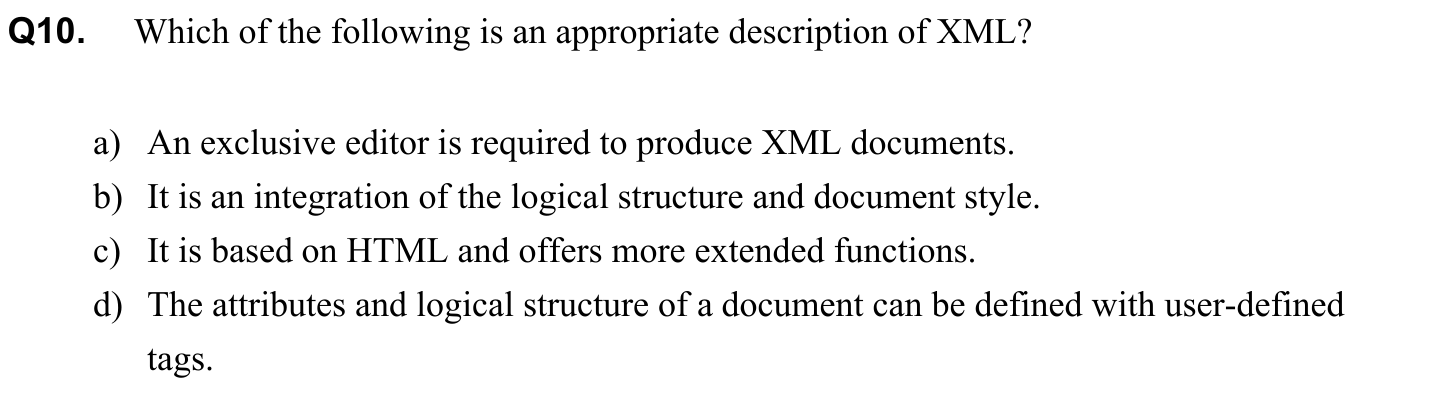 Q10. Which of the following is an appropriate description of XML?
a) An exclusive editor is required to produce XML documents.
b) It is an integration of the logical structure and document style.
c) It is based on HTML and offers more extended functions.
d) The attributes and logical structure of a document can be defined with user-defined
tags.